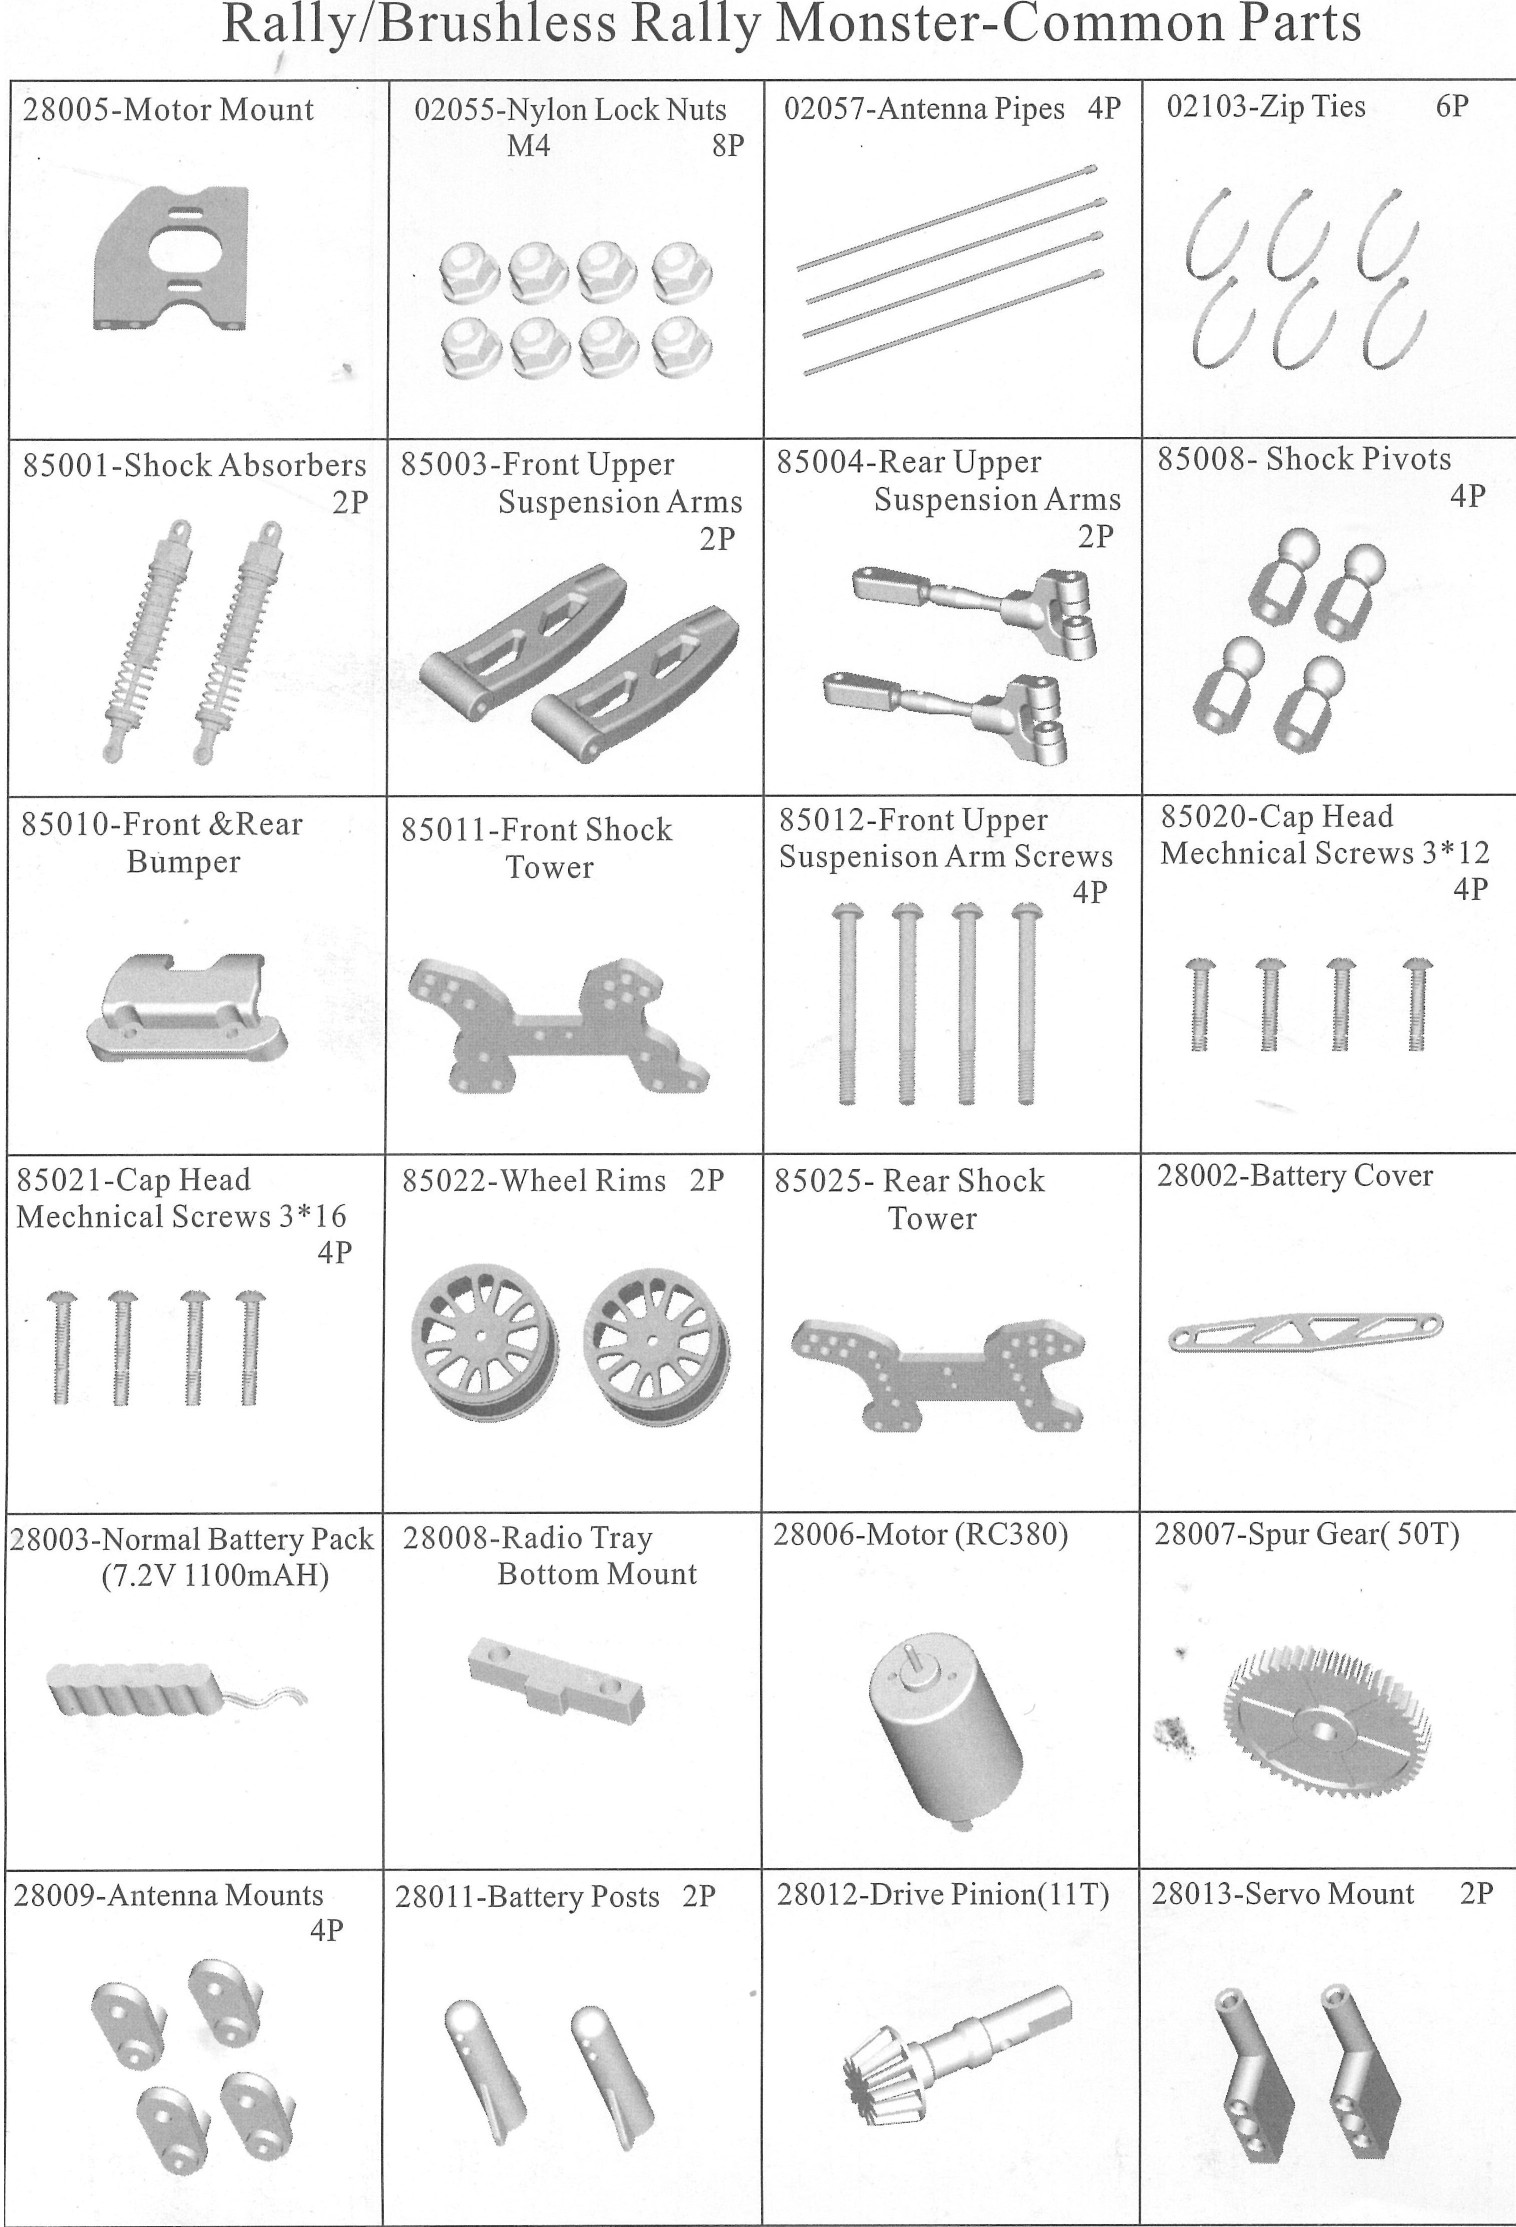 Rally/Brushless Rally Monster-Common Parts
28005-Motor Mount
02055-Nylon Lock Nuts
M4 8P
02057-Antenna Pipes 4P
02103-Zip Ties 6P
85001-Shock Absorbers
2P
85003-Front Upper
Suspension Arms
2P
85004-Rear Upper
Suspension Arms
2P
85008- Shock Pivots
4P
85010-Front &Rear
Bumper
85011-Front Shock
Tower
85012-Front Upper
Suspenison Arm Screws
4P
85020-Cap Head
Mechnical Screws 3*12
4P
85021-Cap Head
Mechnical Screws 3*16
4P
85022-Wheel Rims 2P
85025- Rear Shock
Tower
28002-Battery Cover
28003-Normal Battery Pack
(7.2V 1100mAH)
28008-Radio Tray
Bottom Mount
28006-Motor (RC380)
28007-Spur Gear( 50T)
28009-Antenna Mounts
4P
28011-Battery Posts 2P
28012-Drive Pinion(11T)
28013-Servo Mount 2P